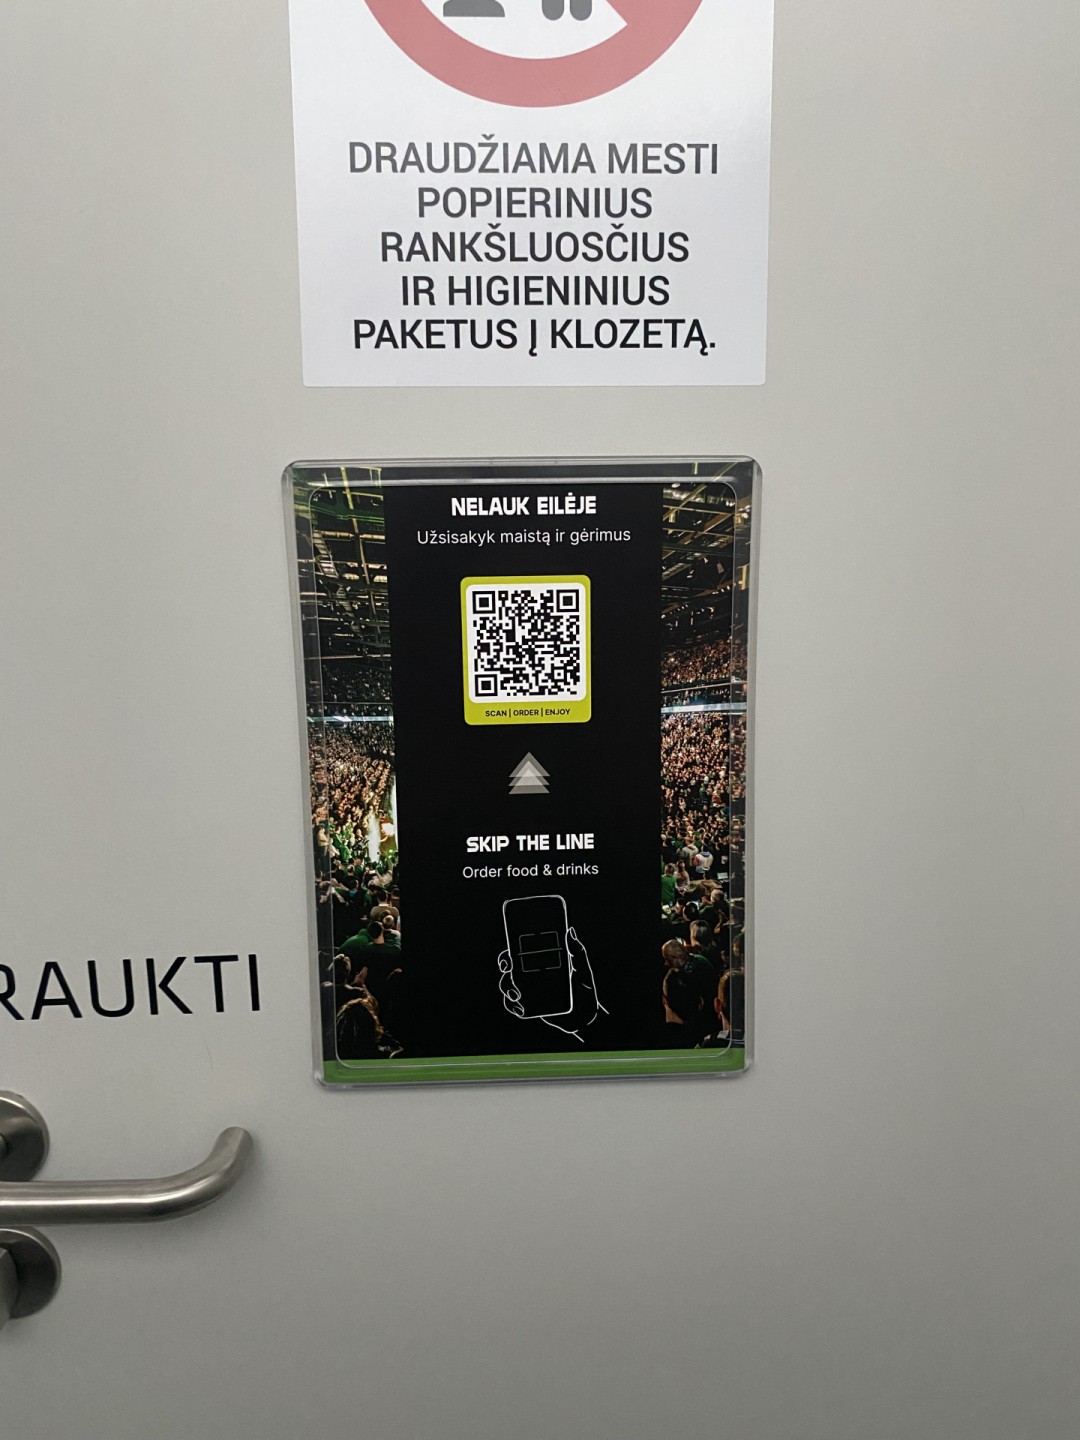 DRAUDŽIAMA MESTI
POPIERINIUS
RANKŠLUOSČIUS
IR HIGIENINIUS
PAKETUS Į KLOZETĄ.
NELAUK EILĖJE
Užsisakyk maistą ir gėrimus
SCAN | ORDER | ENJOY
SKIP THE LINE
Order food & drinks
RAUKTI